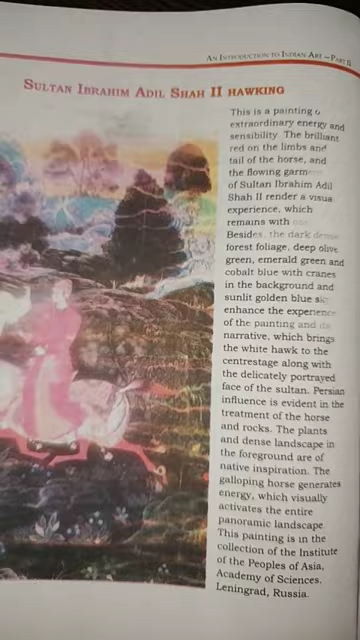 AN INTRODUCTION TO INDIAN ART —PART II
SULTAN IBRAHIM ADIL SHAH II HAWKING
This is a painting
extraordinary energy and
sensibility. The brilliant
red on the limbs and
tail of the horse, and
the flowing
of Sultan Ibrahim Adil
Shah II render a visua
experience, which
remains with
Besides, the dark dense
forest foliage, deep olive
green, emerald green and
cobalt blue with cranes
in the background and
sunlit golden blue
enhance the experience
of the painting and its
narrative, which brings
the white hawk to the
centrestage along with
the delicately portrayed
face of the sultan. Persian
influence is evident in the
treatment of the horse
and rocks. The plants
and dense landscape in
the foreground are of
native inspiration. The
galloping horse generates
energy, which visually
activates the entire
panoramic landscape.
This painting is in the
collection of the Institute
of the Peoples of Asia,
Academy of Sciences,
Leningrad, Russia.